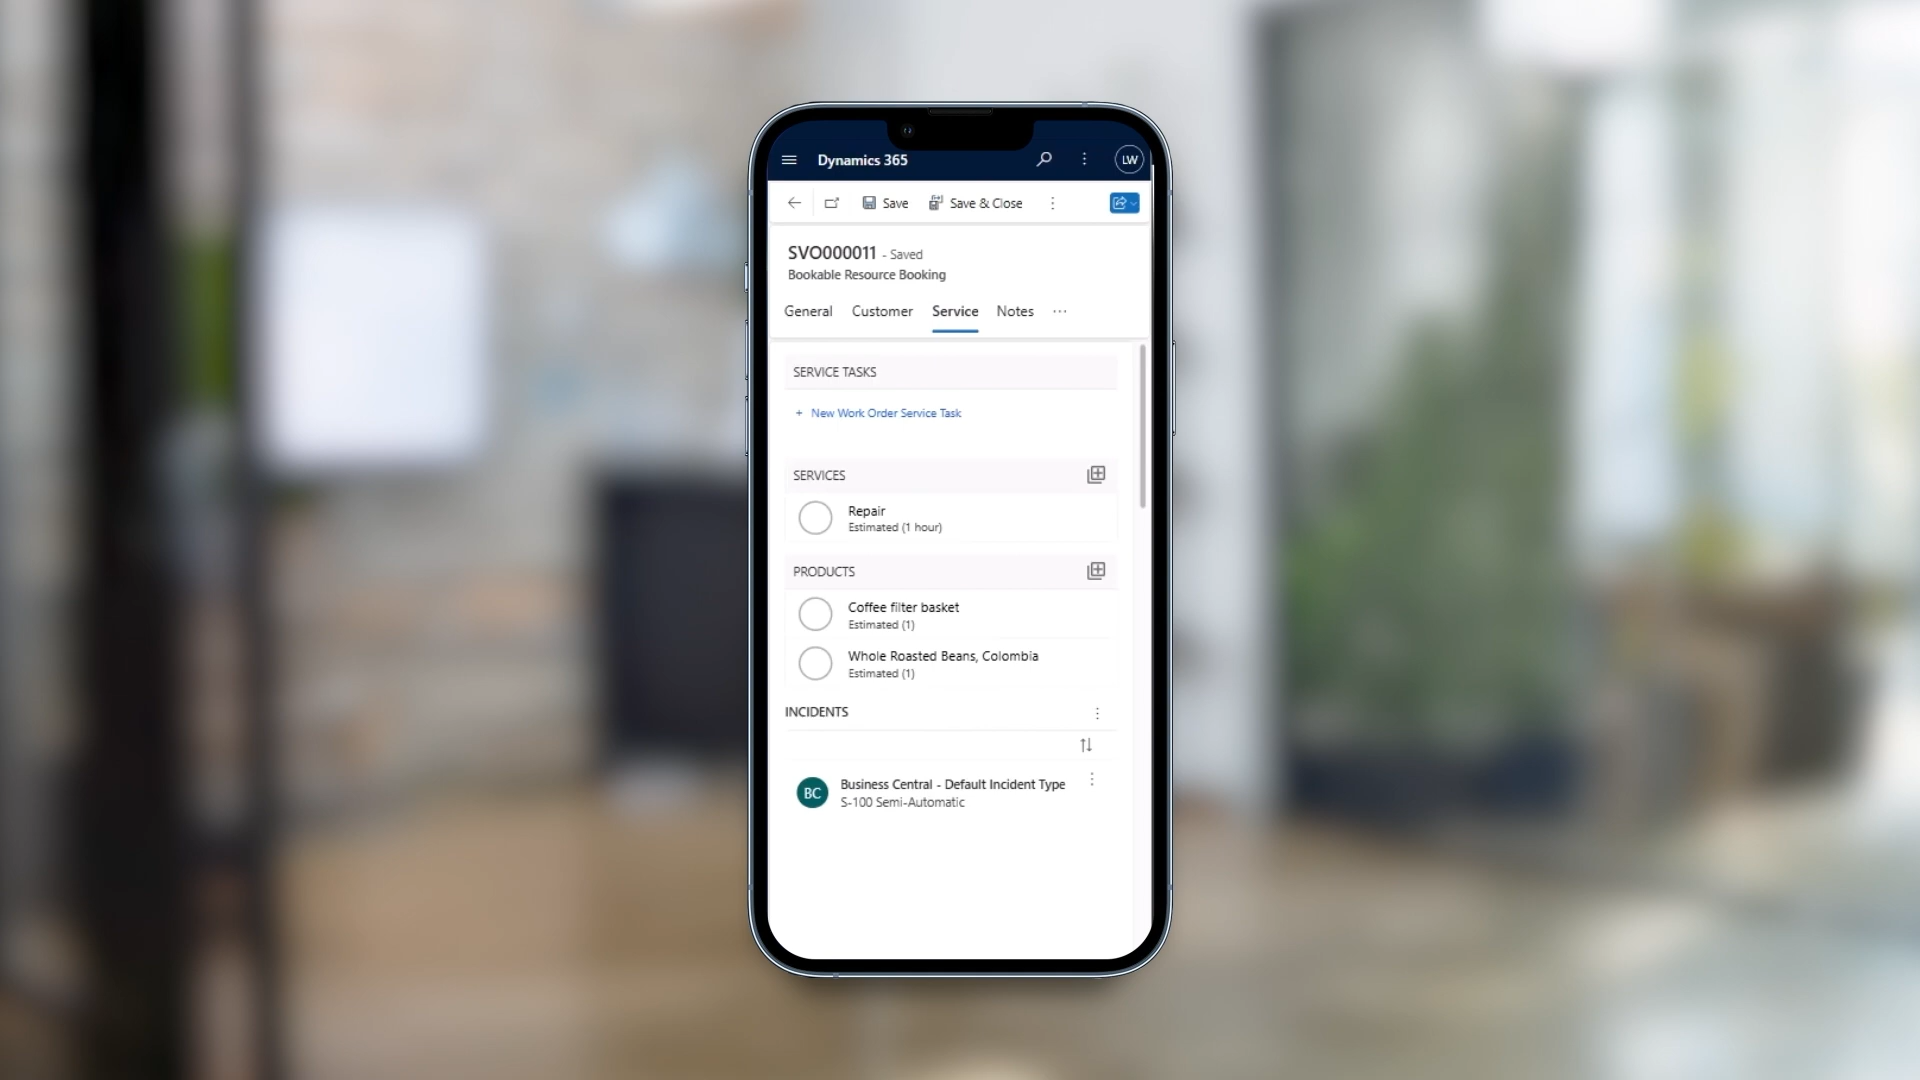 Dynamics 365
LW
Save
Save & Close
SVO000011 - Saved
Bookable Resource Booking
General
Customer
Service
Notes
SERVICE TASKS
+ New Work Order Service Task
SERVICES
Repair
Estimated (1 hour)
PRODUCTS
Coffee filter basket
Estimated (1)
Whole Roasted Beans, Colombia
Estimated (1)
INCIDENTS
BC
Business Central - Default Incident Type
S-100 Semi-Automatic